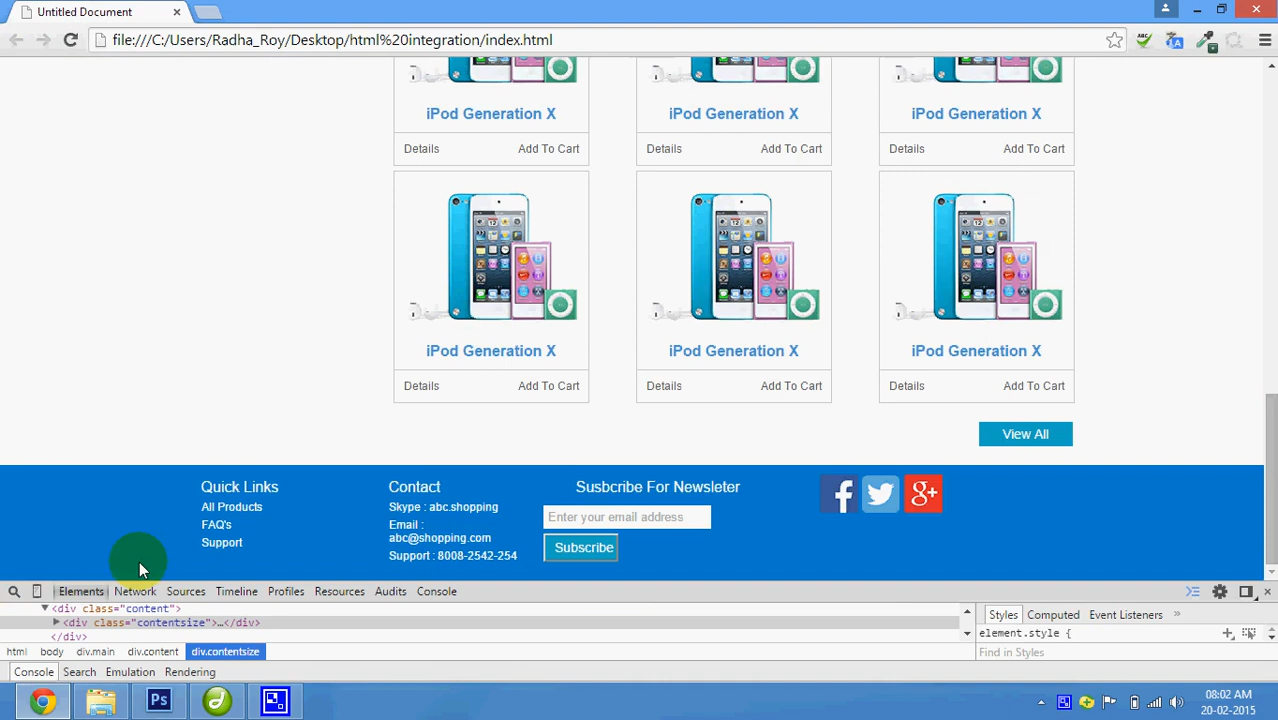 Untitled Document
file:///C:/Users/Radha_Roy/Desktop/html%20integration/index.html
iPod Generation X iPod Generation X iPod Generation X
Details Add To Cart Details Add To Cart Details Add To Cart
iPod Generation X iPod Generation X iPod Generation X
Details Add To Cart Details Add To Cart Details Add To Cart
View All
Quick Links Contact Susbcribe For Newsleter
All Products Skype : abc.shopping
Enter your email address
FAQ's Email :
abc@shopping.com
Support Subscribe
Support : 8008-2542-254
Elements Network Sources Timeline Profiles Resources Audits Console
<div class="content">
<div class="contentsize">…</div>
</div>
Styles Computed Event Listeners »
element.style {
Find in Styles
html body div.main div.content div.contentsize
Console Search Emulation Rendering
Ps
08:02 AM
20-02-2015